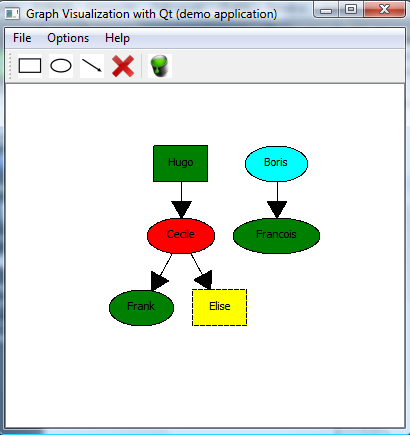 Graph Visualization with Qt (demo application)
File Options Help
Hugo Boris
Cecile Francois
Frank Elise